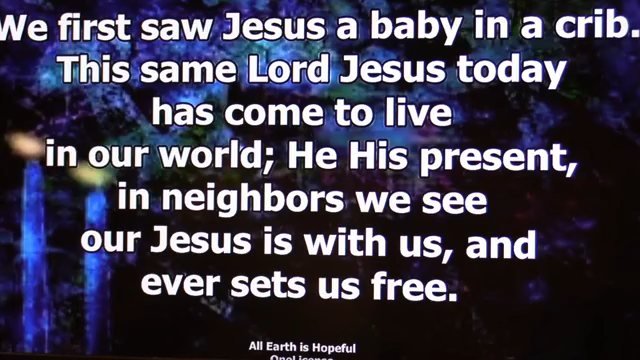 We first saw Jesus a baby in a crib.
This same Lord Jesus today
has come to live
in our world; He His present,
in neighbors we see
our Jesus is with us, and
ever sets us free.
All Earth is Hopeful
OneLicense